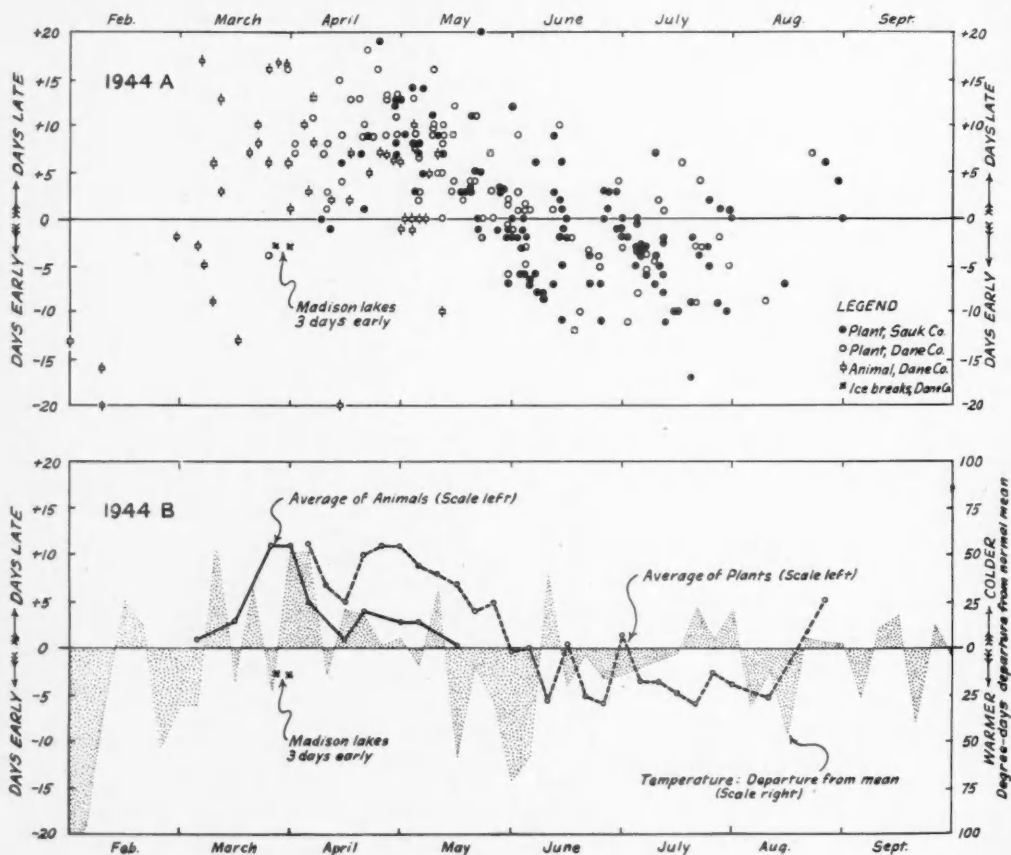 Feb. March April May June July Aug. Sept.
+20 +20
1944 A
+15 +15
+10 +10
+5 +5
0 0
-5 -5
-10 -10
-15 -15
-20 -20
DAYS EARLY DAYS LATE
DAYS EARLY DAYS LATE
Madison lakes
3 days early
LEGEND
Plant, Sauk Co.
Plant, Dane Co.
Animal, Dane Co.
Ice breaks, Dane Co.
+20 100
1944 B
+15 75
+10 50
+5 25
0 0
-5 25
-10 50
-15 75
-20 100
DAYS EARLY DAYS LATE
WARMER COLDER
Degree-days departure from normal mean
Average of Animals (Scale left)
Average of Plants (Scale left)
Madison lakes
3 days early
Temperature: Departure from mean
(Scale right)
Feb. March April May June July Aug. Sept.